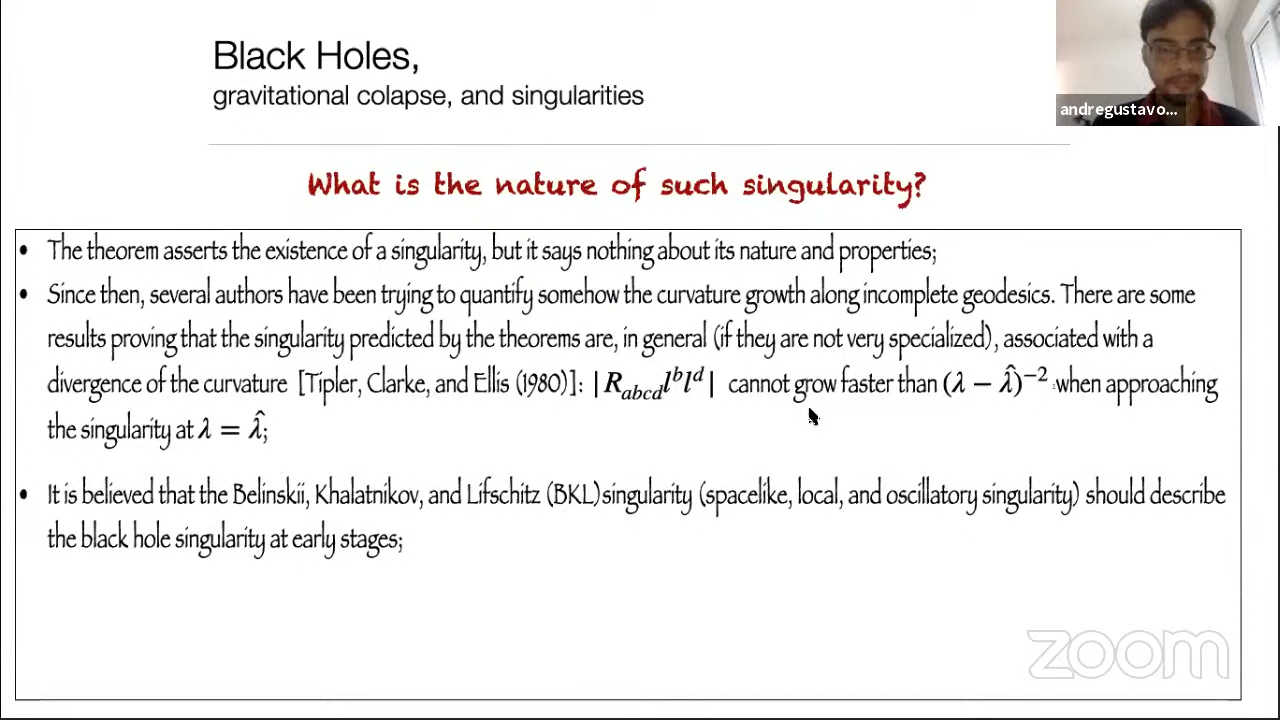 Black Holes,
gravitational colapse, and singularities
andregustavo...
What is the nature of such singularity?
• The theorem asserts the existence of a singularity, but it says nothing about its nature and properties;
• Since then, several authors have been trying to quantify somehow the curvature growth along incomplete geodesics. There are some
results proving that the singularity predicted by the theorems are, in general (if they are not very specialized), associated with a
divergence of the curvature [Tipler, Clarke, and Ellis (1980)]: |R_{abcd}l^b l^d| cannot grow faster than (λ − λ̂)^{−2} when approaching
the singularity at λ = λ̂;
• It is believed that the Belinskii, Khalatnikov, and Lifschitz (BKL)singularity (spacelike, local, and oscillatory singularity) should describe
the black hole singularity at early stages;
zoom